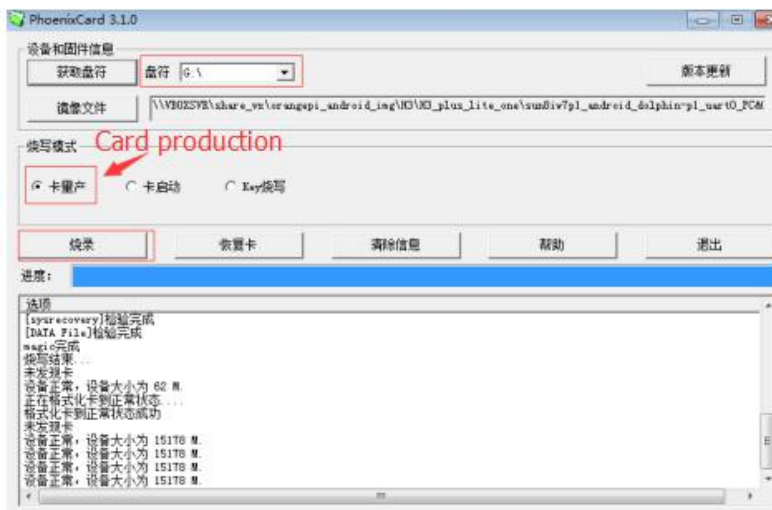 PhoenixCard 3.1.0
设备和固件信息
获取盘符 盘符 G:\ 版本更新
镜像文件 \\VBOXSVR\share_vx\orangepi_android_img\H3\H3_plus_lite_one\sun8iw7p1_android_dolphin-p1_uart0_PC&
烧写模式 Card production
卡量产 卡启动 Key烧写
烧录 恢复卡 清除信息 帮助 退出
进度：
选项
[sysrecovery]检验完成
[DATA File]检验完成
magic完成
烧写结束...
未发现卡
设备正常，设备大小为 62 M.
正在格式化卡到正常状态....
格式化卡到正常状态成功
未发现卡
设备正常，设备大小为 15178 M.
设备正常，设备大小为 15178 M.
设备正常，设备大小为 15178 M.
设备正常，设备大小为 15178 M.